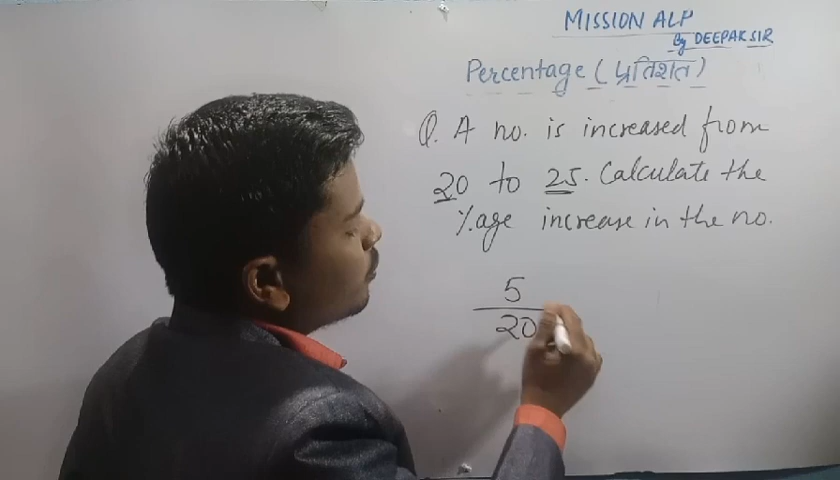 MISSION ALP
By DEEPAK SIR
Percentage (प्रतिशत)
Q. A no. is increased from
20 to 25. Calculate the
%age increase in the no.
5
20